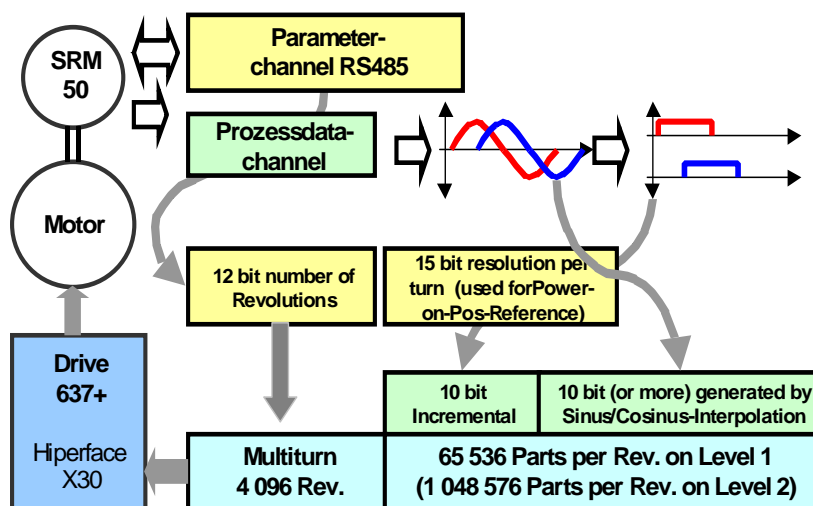 SRM
50
Parameter-
channel RS485
Prozessdata-
channel
Motor
12 bit number of
Revolutions
15 bit resolution per
turn (used forPower-
on-Pos-Reference)
Drive
637+
Hiperface
X30
10 bit
Incremental
10 bit (or more) generated by
Sinus/Cosinus-Interpolation
Multiturn
4 096 Rev.
65 536 Parts per Rev. on Level 1
(1 048 576 Parts per Rev. on Level 2)